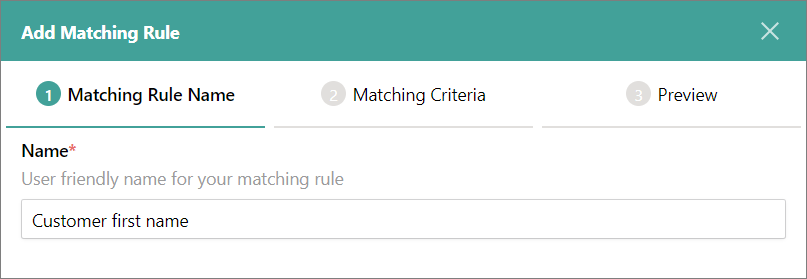 Add Matching Rule
1 Matching Rule Name 2 Matching Criteria 3 Preview
Name*
User friendly name for your matching rule
Customer first name